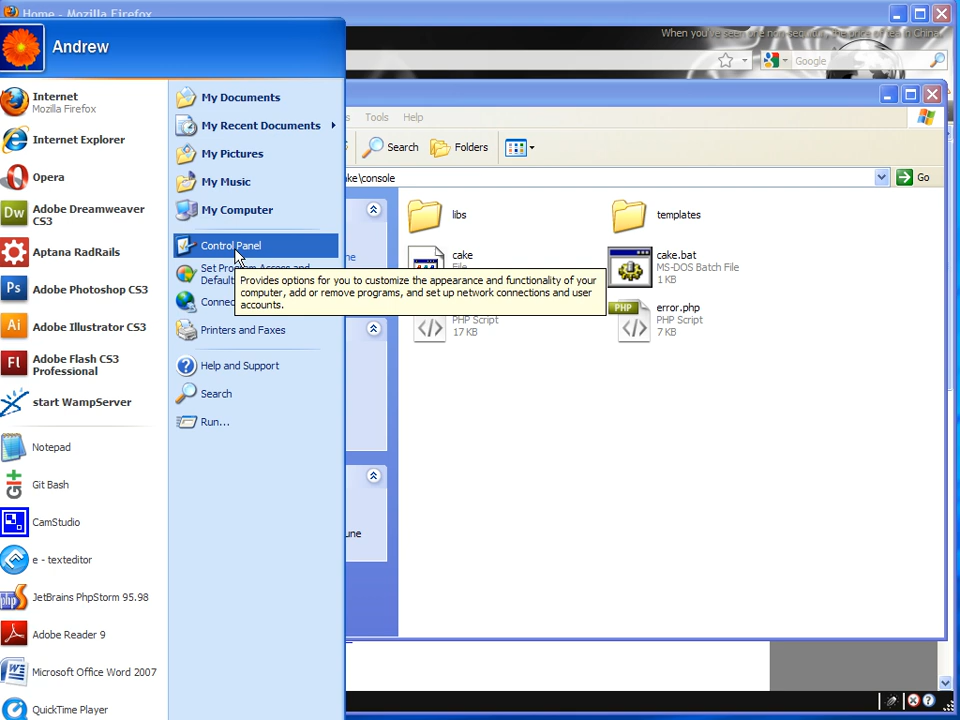 Home - Mozilla Firefox
When you've seen one non-security, the price of tea in China.
Google
Andrew
Internet
Mozilla Firefox
Internet Explorer
Opera
Dw
Adobe Dreamweaver
CS3
Aptana RadRails
Ps
Adobe Photoshop CS3
Ai
Adobe Illustrator CS3
Fl
Adobe Flash CS3
Professional
start WampServer
Notepad
Git Bash
CamStudio
e - texteditor
JetBrains PhpStorm 95.98
Adobe Reader 9
Microsoft Office Word 2007
QuickTime Player
My Documents
My Recent Documents
My Pictures
My Music
My Computer
Control Panel
Set Program Access and
Printers and Faxes
Help and Support
Search
Run...
Provides options for you to customize the appearance and functionality of your
computer, add or remove programs, and set up network connections and user
accounts.
Tools Help
Search Folders
ke\console
Go
libs
templates
cake
File
cake.bat
MS-DOS Batch File
1 KB
PHP Script
17 KB
PHP
error.php
PHP Script
7 KB